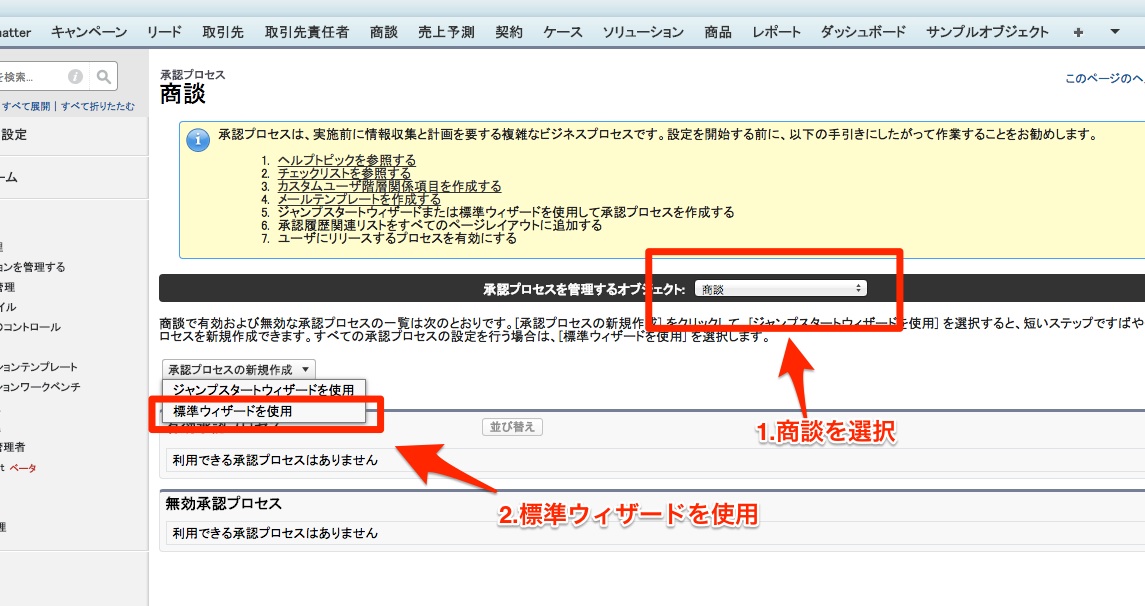 atter キャンペーン リード 取引先 取引先責任者 商談 売上予測 契約 ケース ソリューション 商品 レポート ダッシュボード サンプルオブジェクト + ▼
を検索...
すべて展開 | すべて折りたたむ
設定
ーム
ョンを管理する
管理
イル
のコントロール
ョンテンプレート
ョンワークベンチ
管理者
t ベータ
理
承認プロセス
商談
このページのヘ
承認プロセスは、実施前に情報収集と計画を要する複雑なビジネスプロセスです。設定を開始する前に、以下の手引きにしたがって作業することをお勧めします。
1. ヘルプトピックを参照する
2. チェックリストを参照する
3. カスタムユーザ階層関係項目を作成する
4. メールテンプレートを作成する
5. ジャンプスタートウィザードまたは標準ウィザードを使用して承認プロセスを作成する
6. 承認履歴関連リストをすべてのページレイアウトに追加する
7. ユーザにリリースするプロセスを有効にする
承認プロセスを管理するオブジェクト: 商談
商談で有効および無効な承認プロセスの一覧は次のとおりです。[承認プロセスの新規作成] をクリックして、[ジャンプスタートウィザードを使用] を選択すると、短いステップですばや
ロセスを新規作成できます。すべての承認プロセスの設定を行う場合は、[標準ウィザードを使用] を選択します。
承認プロセスの新規作成 ▼
ジャンプスタートウィザードを使用
標準ウィザードを使用
並び替え
利用できる承認プロセスはありません
1.商談を選択
2.標準ウィザードを使用
無効承認プロセス
利用できる承認プロセスはありません